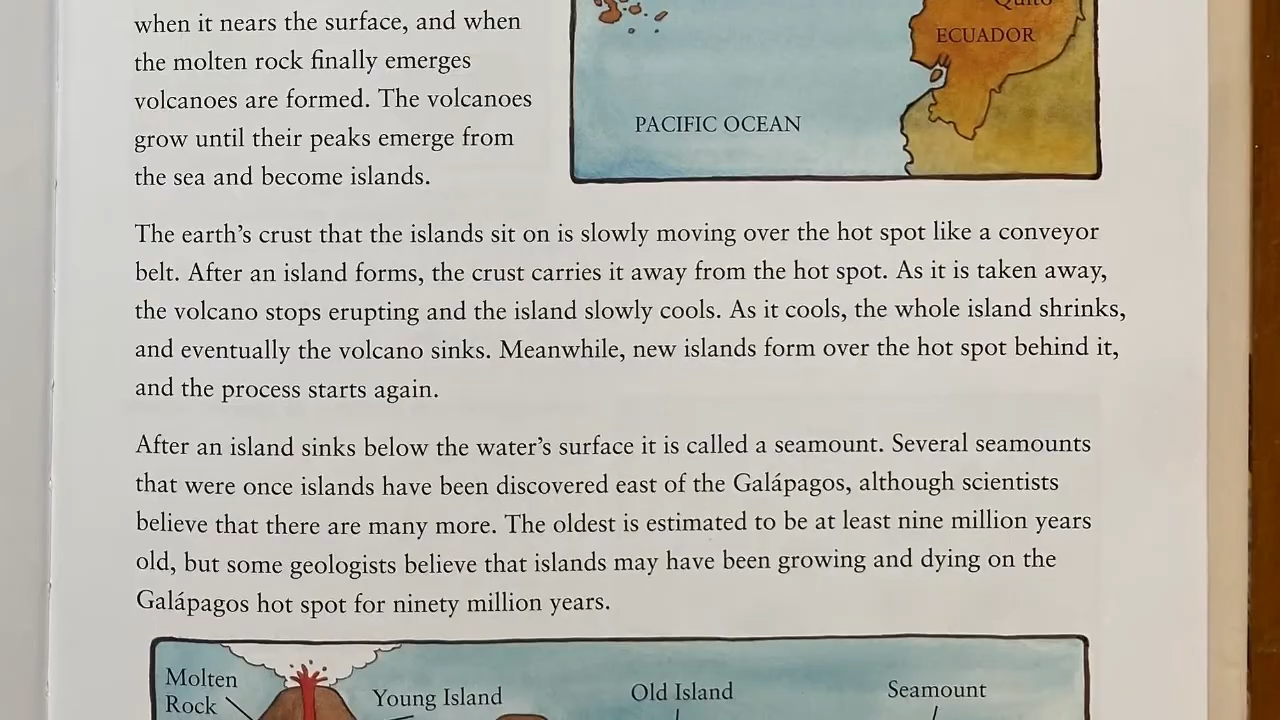 when it nears the surface, and when
the molten rock finally emerges
volcanoes are formed. The volcanoes
grow until their peaks emerge from
the sea and become islands.
Quito
ECUADOR
PACIFIC OCEAN
The earth’s crust that the islands sit on is slowly moving over the hot spot like a conveyor
belt. After an island forms, the crust carries it away from the hot spot. As it is taken away,
the volcano stops erupting and the island slowly cools. As it cools, the whole island shrinks,
and eventually the volcano sinks. Meanwhile, new islands form over the hot spot behind it,
and the process starts again.
After an island sinks below the water’s surface it is called a seamount. Several seamounts
that were once islands have been discovered east of the Galápagos, although scientists
believe that there are many more. The oldest is estimated to be at least nine million years
old, but some geologists believe that islands may have been growing and dying on the
Galápagos hot spot for ninety million years.
Molten
Rock
Young Island
Old Island
Seamount